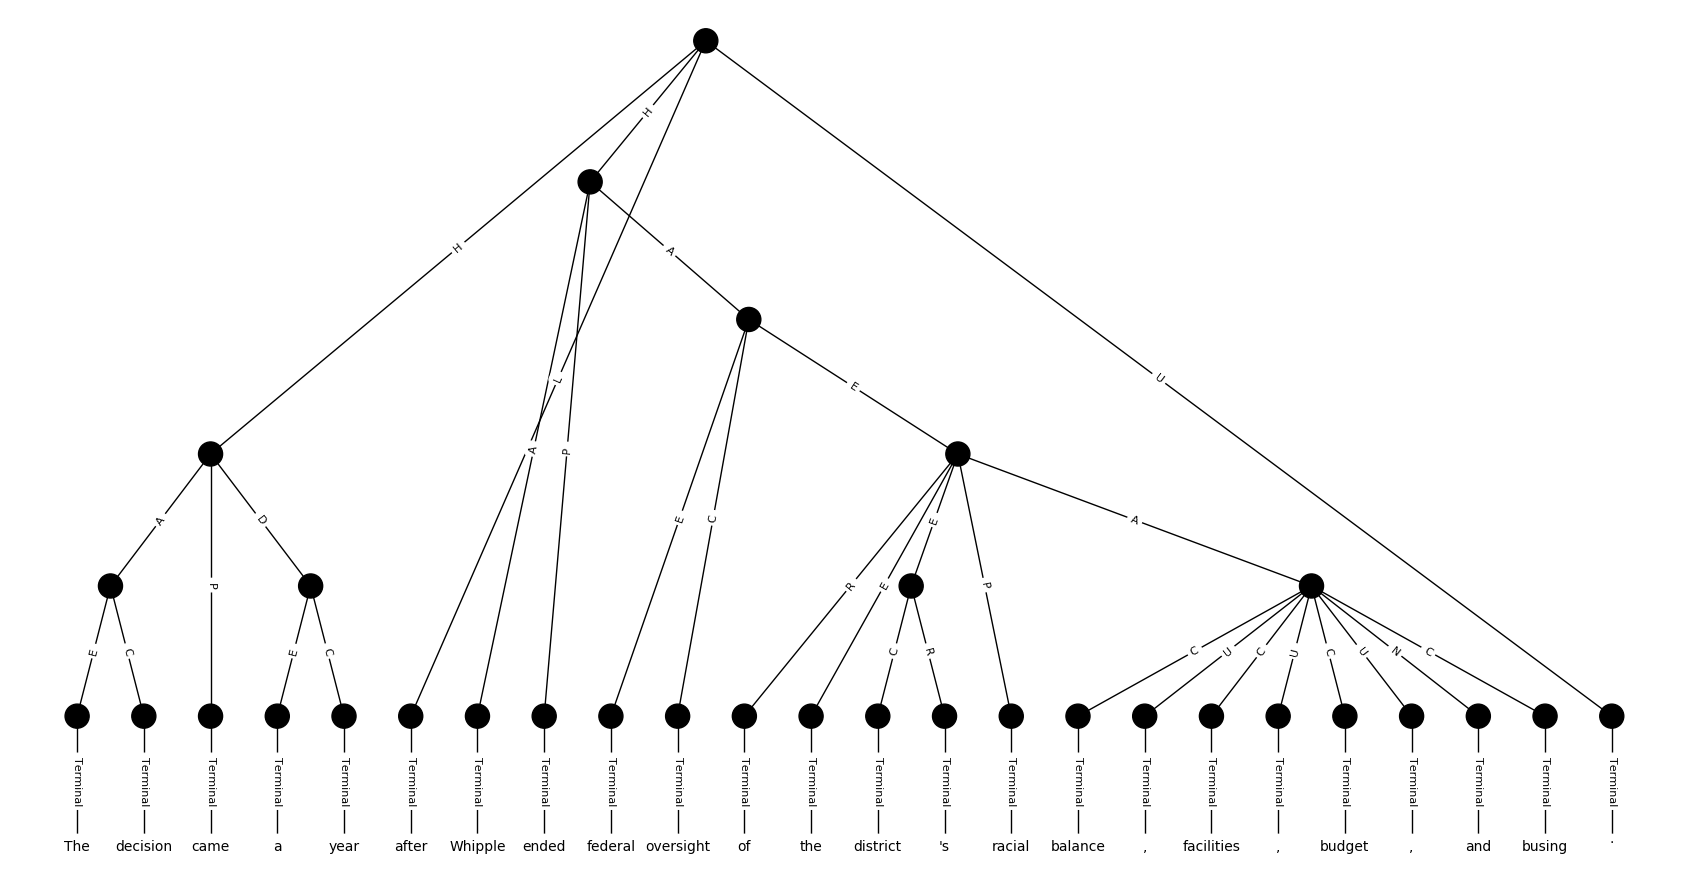 H
H
A
L
U
E
A
P
A
D
E
C
E
A
P
R
E
P
E
C
E
C
C
R
C
U
C
U
C
U
N
C
Terminal Terminal Terminal Terminal Terminal Terminal Terminal Terminal Terminal Terminal Terminal Terminal Terminal Terminal Terminal Terminal Terminal Terminal Terminal Terminal Terminal Terminal Terminal Terminal
The decision came a year after Whipple ended federal oversight of the district 's racial balance , facilities , budget , and busing .